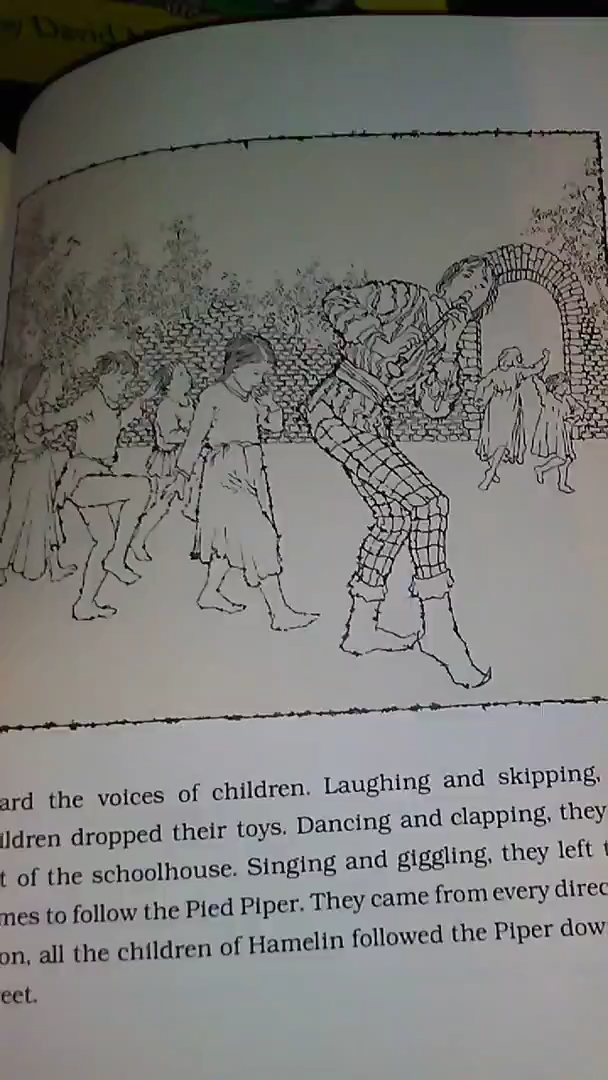 David
ard the voices of children. Laughing and skipping,
ildren dropped their toys. Dancing and clapping, they
t of the schoolhouse. Singing and giggling, they left t
mes to follow the Pied Piper. They came from every direc
on, all the children of Hamelin followed the Piper dow
eet.